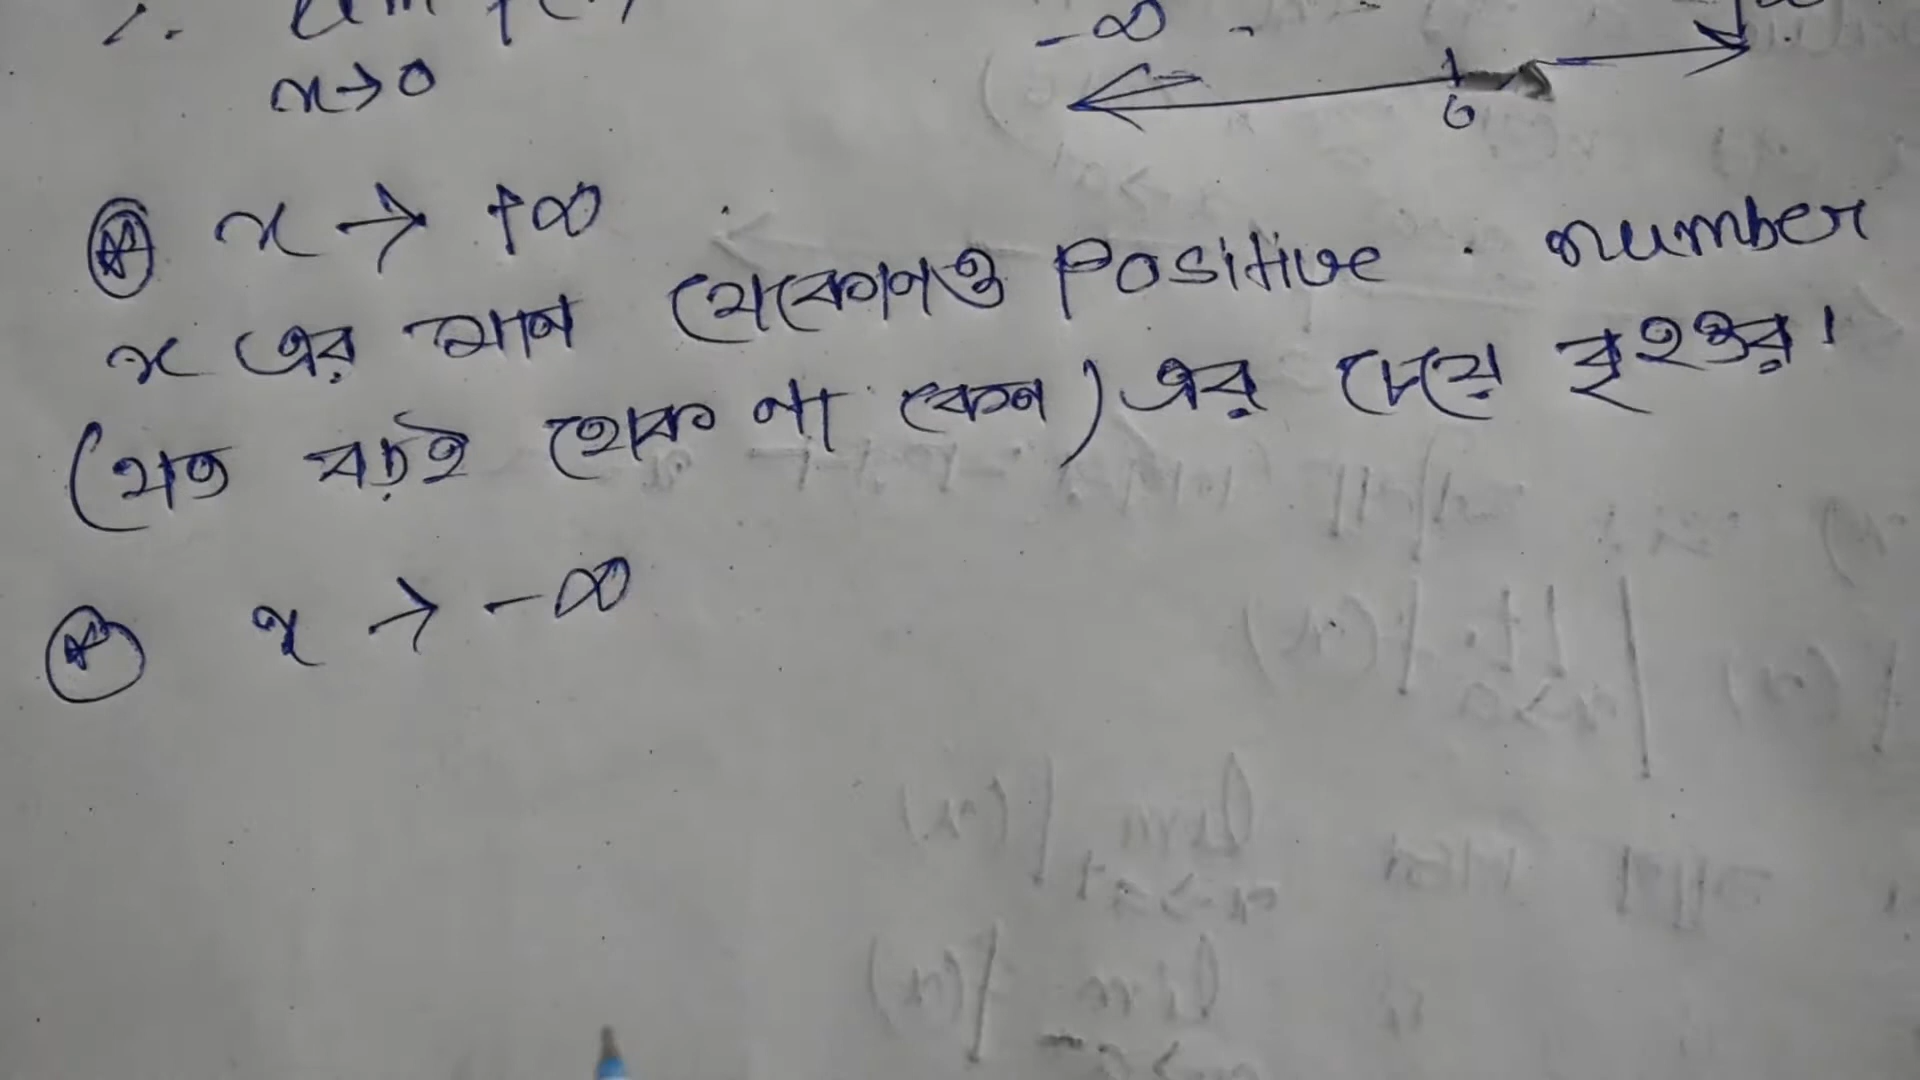 x→0
-∞
0
x → +∞
x এর মান যেকোনও Positive number
(যত বড়ই হোক না কেন) এর চেয়ে বৃহত্তর।
x → -∞